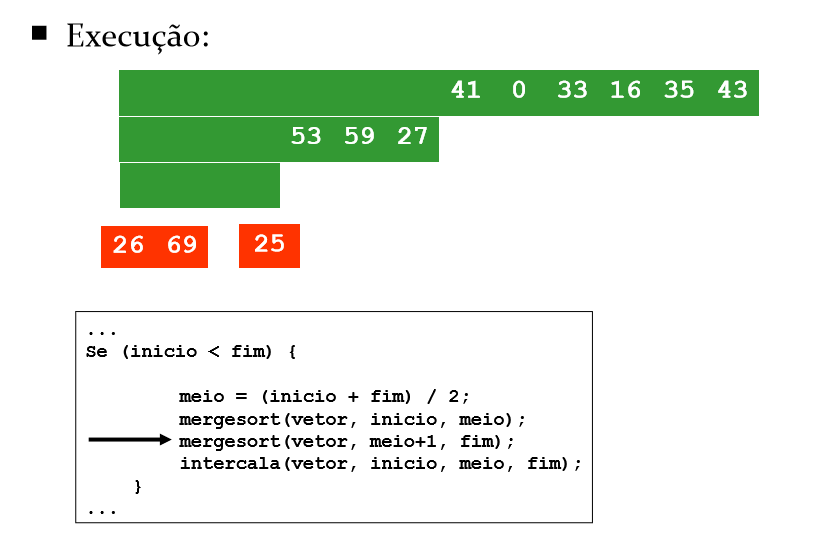 Execução:
41 0 33 16 35 43
53 59 27
26 69 25
...
Se (inicio < fim) {
meio = (inicio + fim) / 2;
mergesort(vetor, inicio, meio);
mergesort(vetor, meio+1, fim);
intercala(vetor, inicio, meio, fim);
}
...